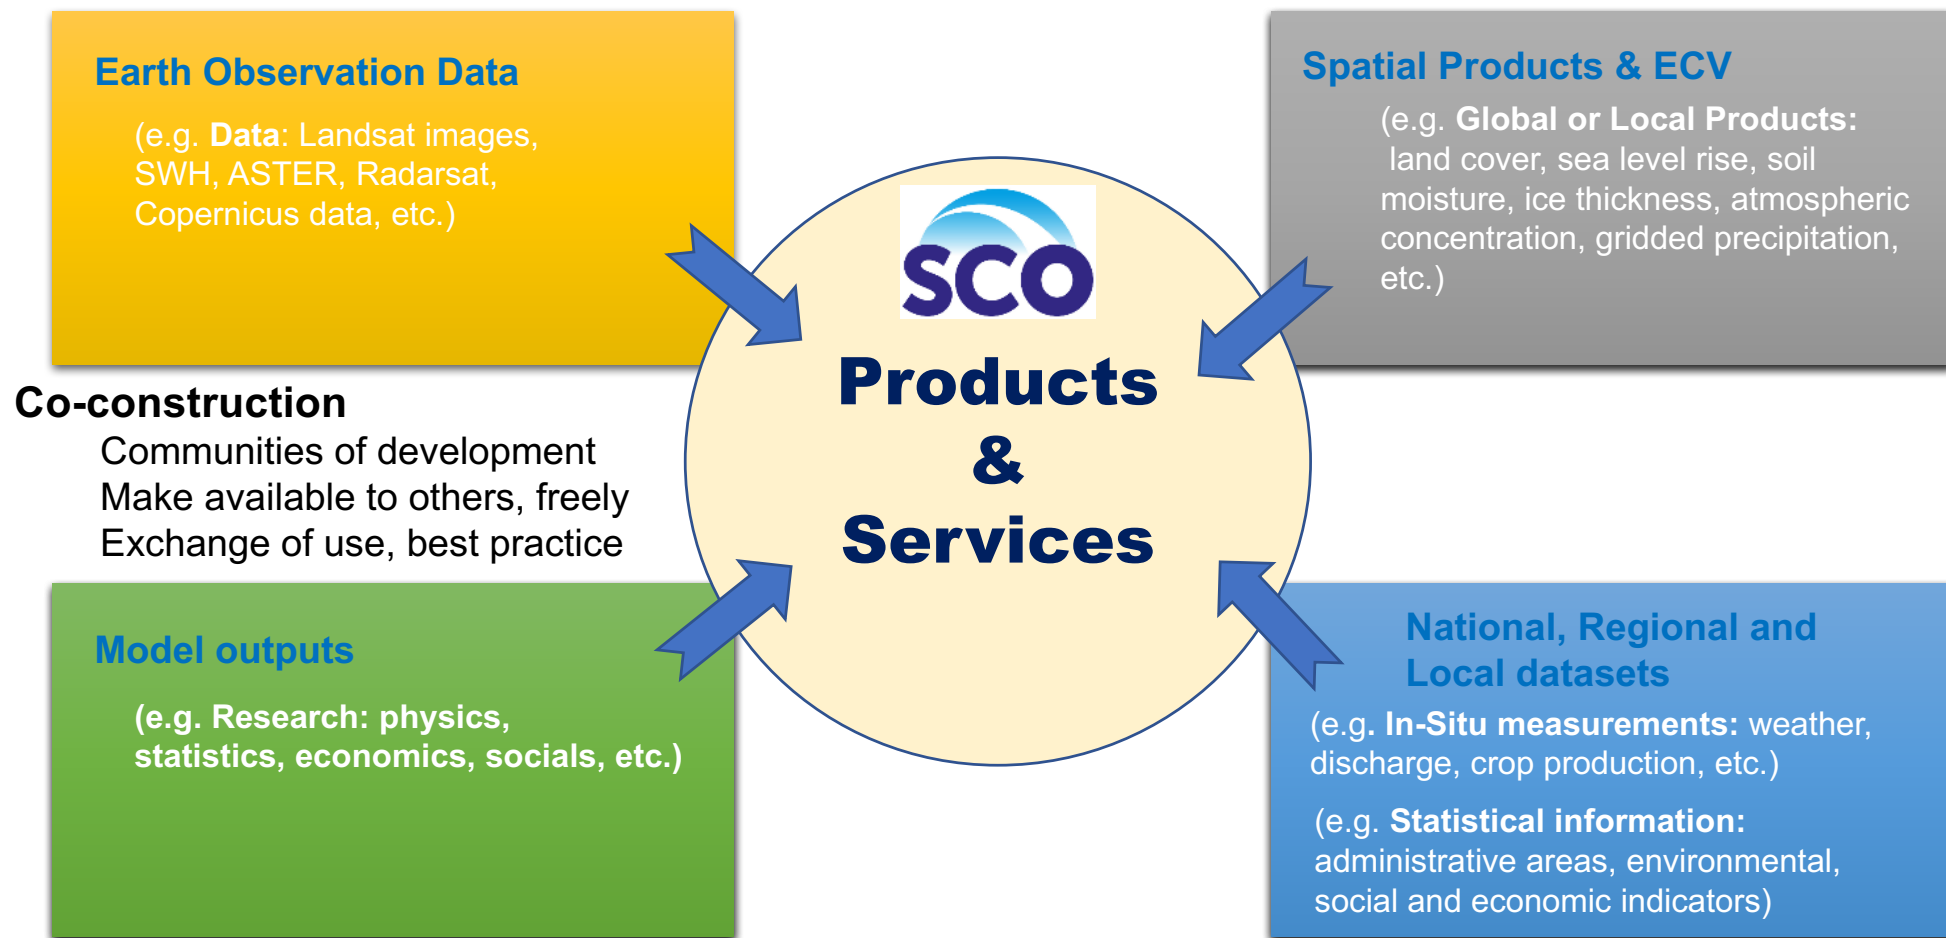 Earth Observation Data
(e.g. Data: Landsat images,
SWH, ASTER, Radarsat,
Copernicus data, etc.)
Spatial Products & ECV
(e.g. Global or Local Products:
land cover, sea level rise, soil
moisture, ice thickness, atmospheric
concentration, gridded precipitation,
etc.)
SCO
Products
&
Services
Co-construction
Communities of development
Make available to others, freely
Exchange of use, best practice
Model outputs
(e.g. Research: physics,
statistics, economics, socials, etc.)
National, Regional and
Local datasets
(e.g. In-Situ measurements: weather,
discharge, crop production, etc.)
(e.g. Statistical information:
administrative areas, environmental,
social and economic indicators)